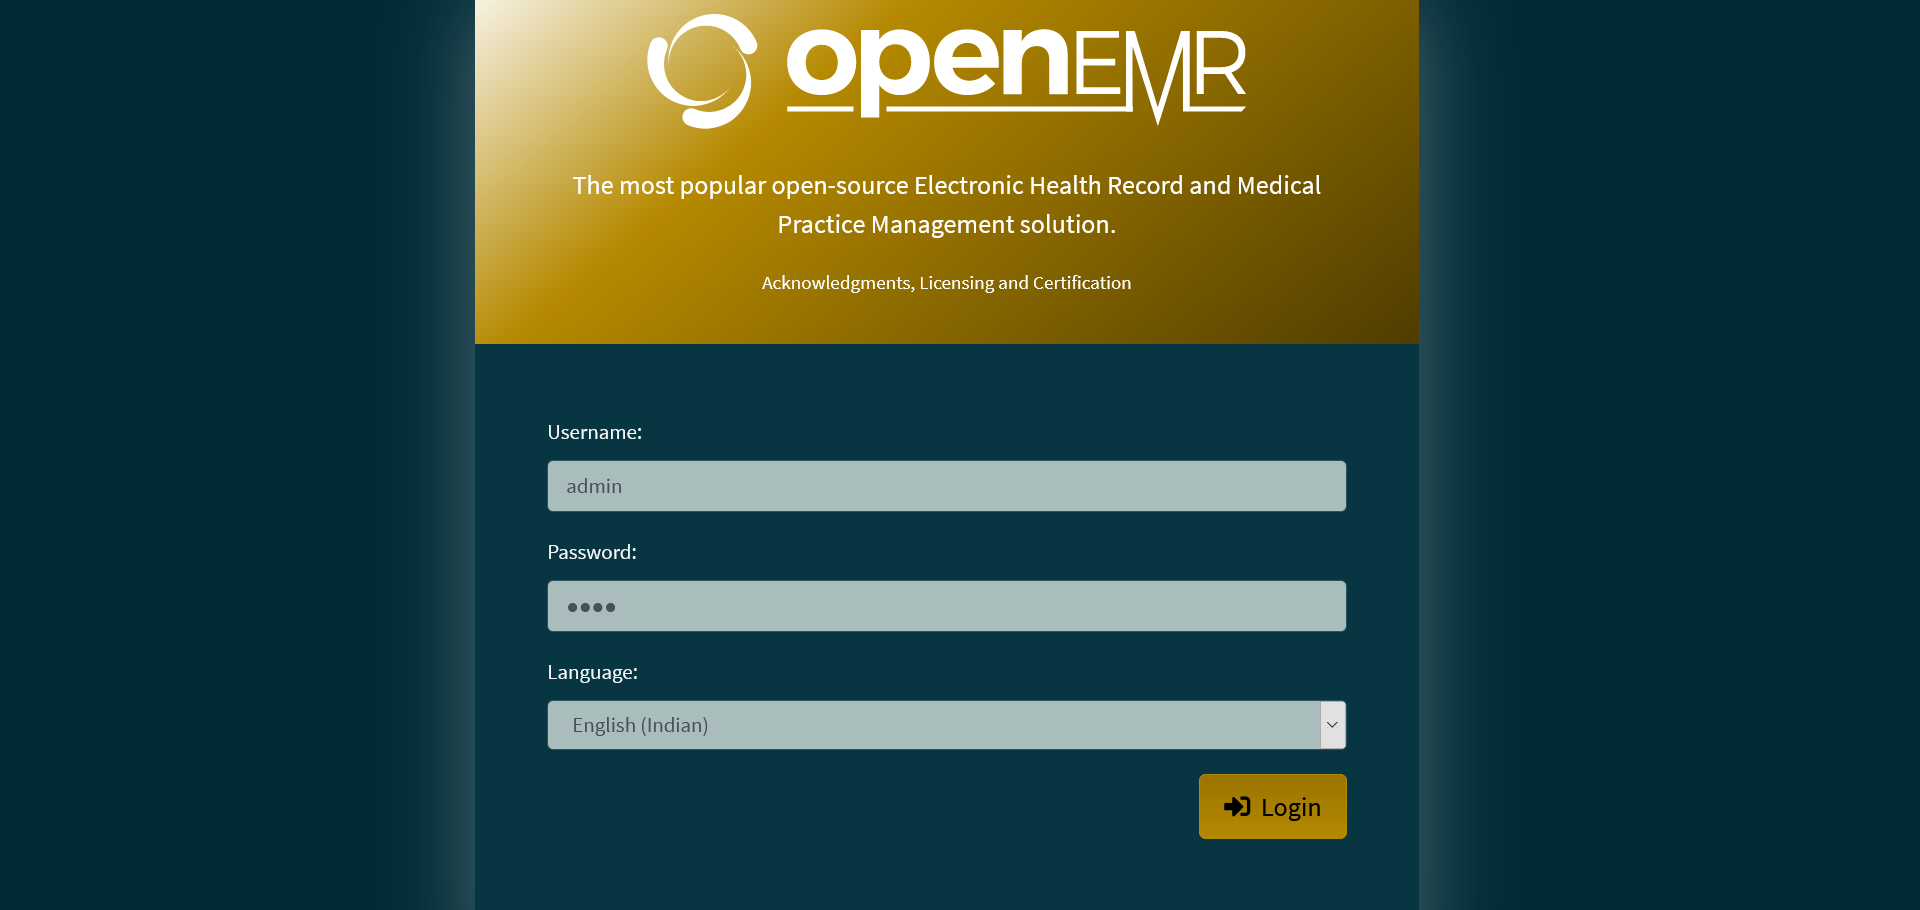 openEMR
The most popular open-source Electronic Health Record and Medical
Practice Management solution.
Acknowledgments, Licensing and Certification
Username:
admin
Password:
●●●●
Language:
English (Indian)
Login